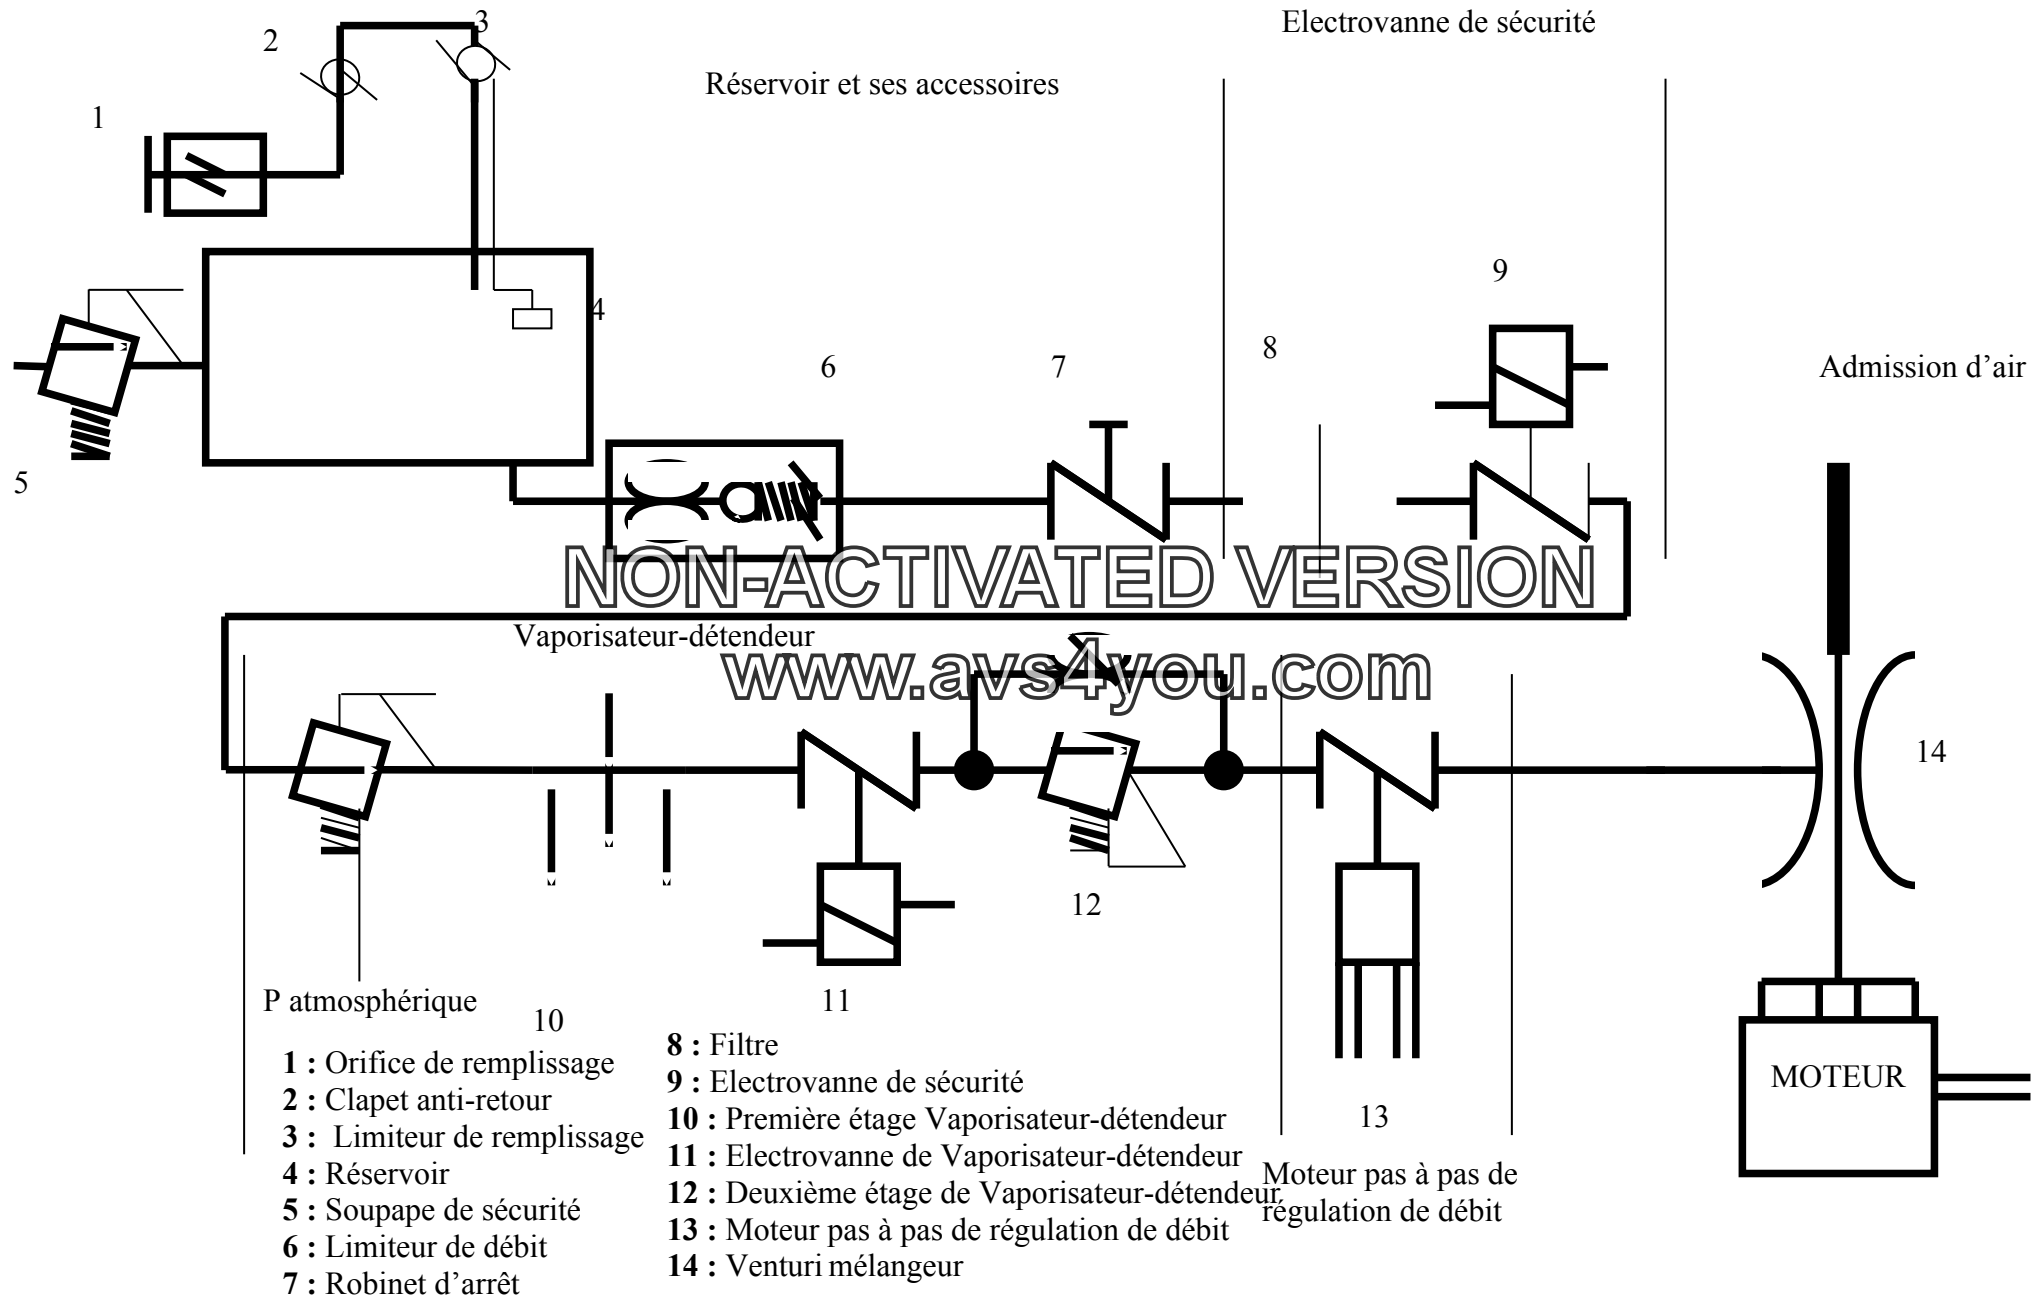 3
Electrovanne de sécurité
2
Réservoir et ses accessoires
1
9
4
8
6
7
Admission d’air
5
NON-ACTIVATED VERSION
Vaporisateur-détendeur
www.avs4you.com
14
12
P atmosphérique
11
10
MOTEUR
13
1 : Orifice de remplissage
2 : Clapet anti-retour
3 : Limiteur de remplissage
4 : Réservoir
5 : Soupape de sécurité
6 : Limiteur de débit
7 : Robinet d’arrêt
8 : Filtre
9 : Electrovanne de sécurité
10 : Première étage Vaporisateur-détendeur
11 : Electrovanne de Vaporisateur-détendeur
12 : Deuxième étage de Vaporisateur-détendeur
13 : Moteur pas à pas de régulation de débit
14 : Venturi mélangeur
Moteur pas à pas de
régulation de débit